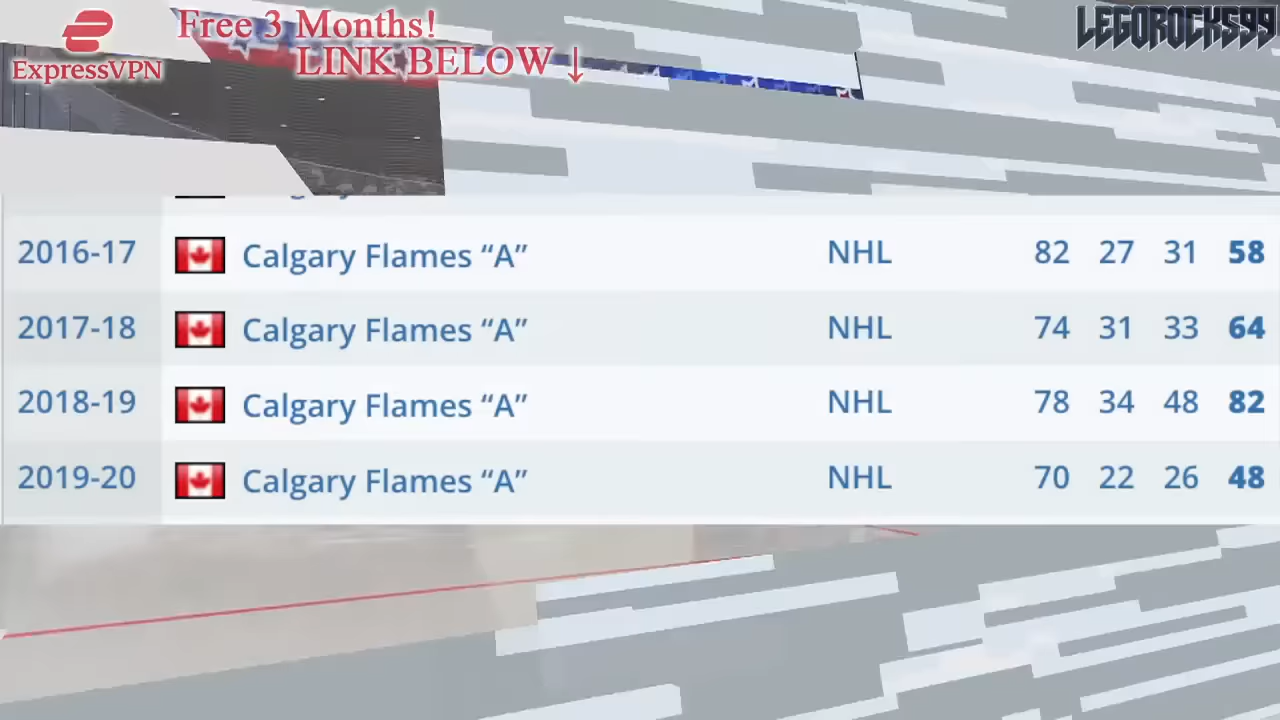 Free 3 Months!
LINK BELOW ↓
ExpressVPN
LEGOROCKS99
2016-17 Calgary Flames “A” NHL 82 27 31 58
2017-18 Calgary Flames “A” NHL 74 31 33 64
2018-19 Calgary Flames “A” NHL 78 34 48 82
2019-20 Calgary Flames “A” NHL 70 22 26 48